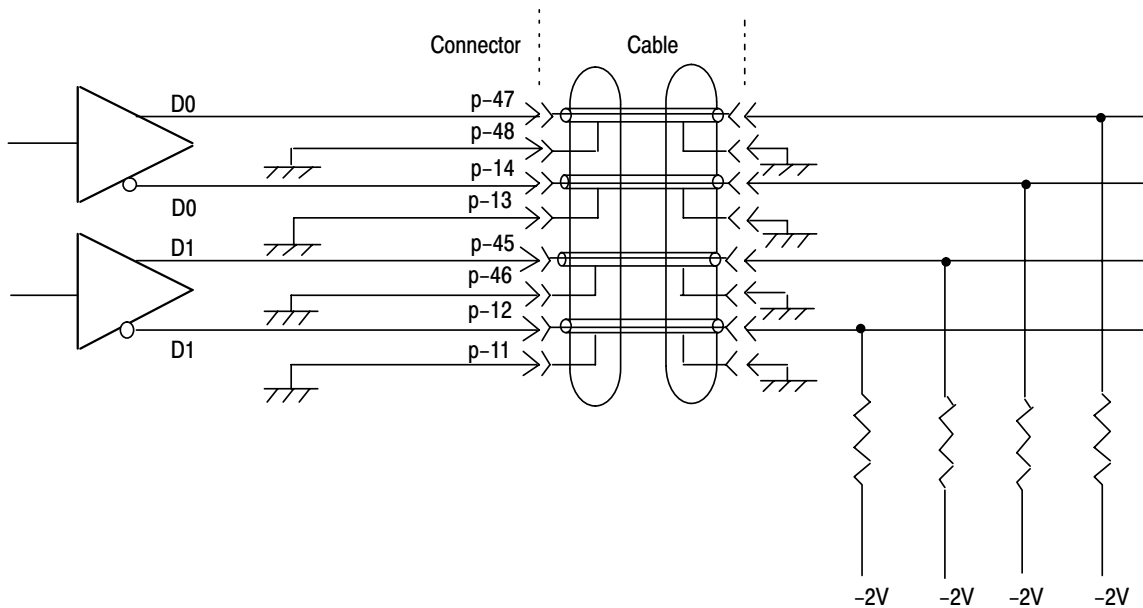 Connector
Cable
D0
p–47
p–48
p–14
D0
p–13
D1
p–45
p–46
p–12
D1
p–11
–2V
–2V
–2V
–2V